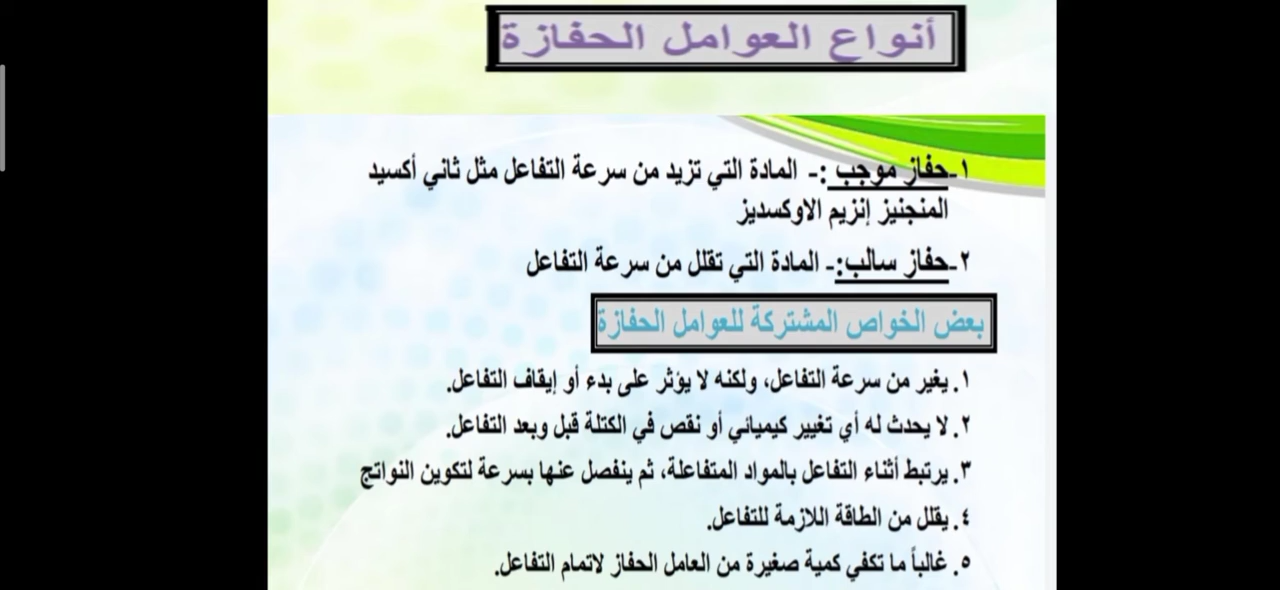 أنواع العوامل الحفازة
١-حفاز موجب :- المادة التي تزيد من سرعة التفاعل مثل ثاني أكسيد
المنجنيز إنزيم الاوكسديز
٢-حفاز سالب:- المادة التي تقلل من سرعة التفاعل
بعض الخواص المشتركة للعوامل الحفازة
١. يغير من سرعة التفاعل، ولكنه لا يؤثر على بدء أو إيقاف التفاعل.
٢. لا يحدث له أي تغيير كيميائي أو نقص في الكتلة قبل وبعد التفاعل.
٣. يرتبط أثناء التفاعل بالمواد المتفاعلة، ثم ينفصل عنها بسرعة لتكوين النواتج
٤. يقلل من الطاقة اللازمة للتفاعل.
٥. غالباً ما تكفي كمية صغيرة من العامل الحفاز لاتمام التفاعل.